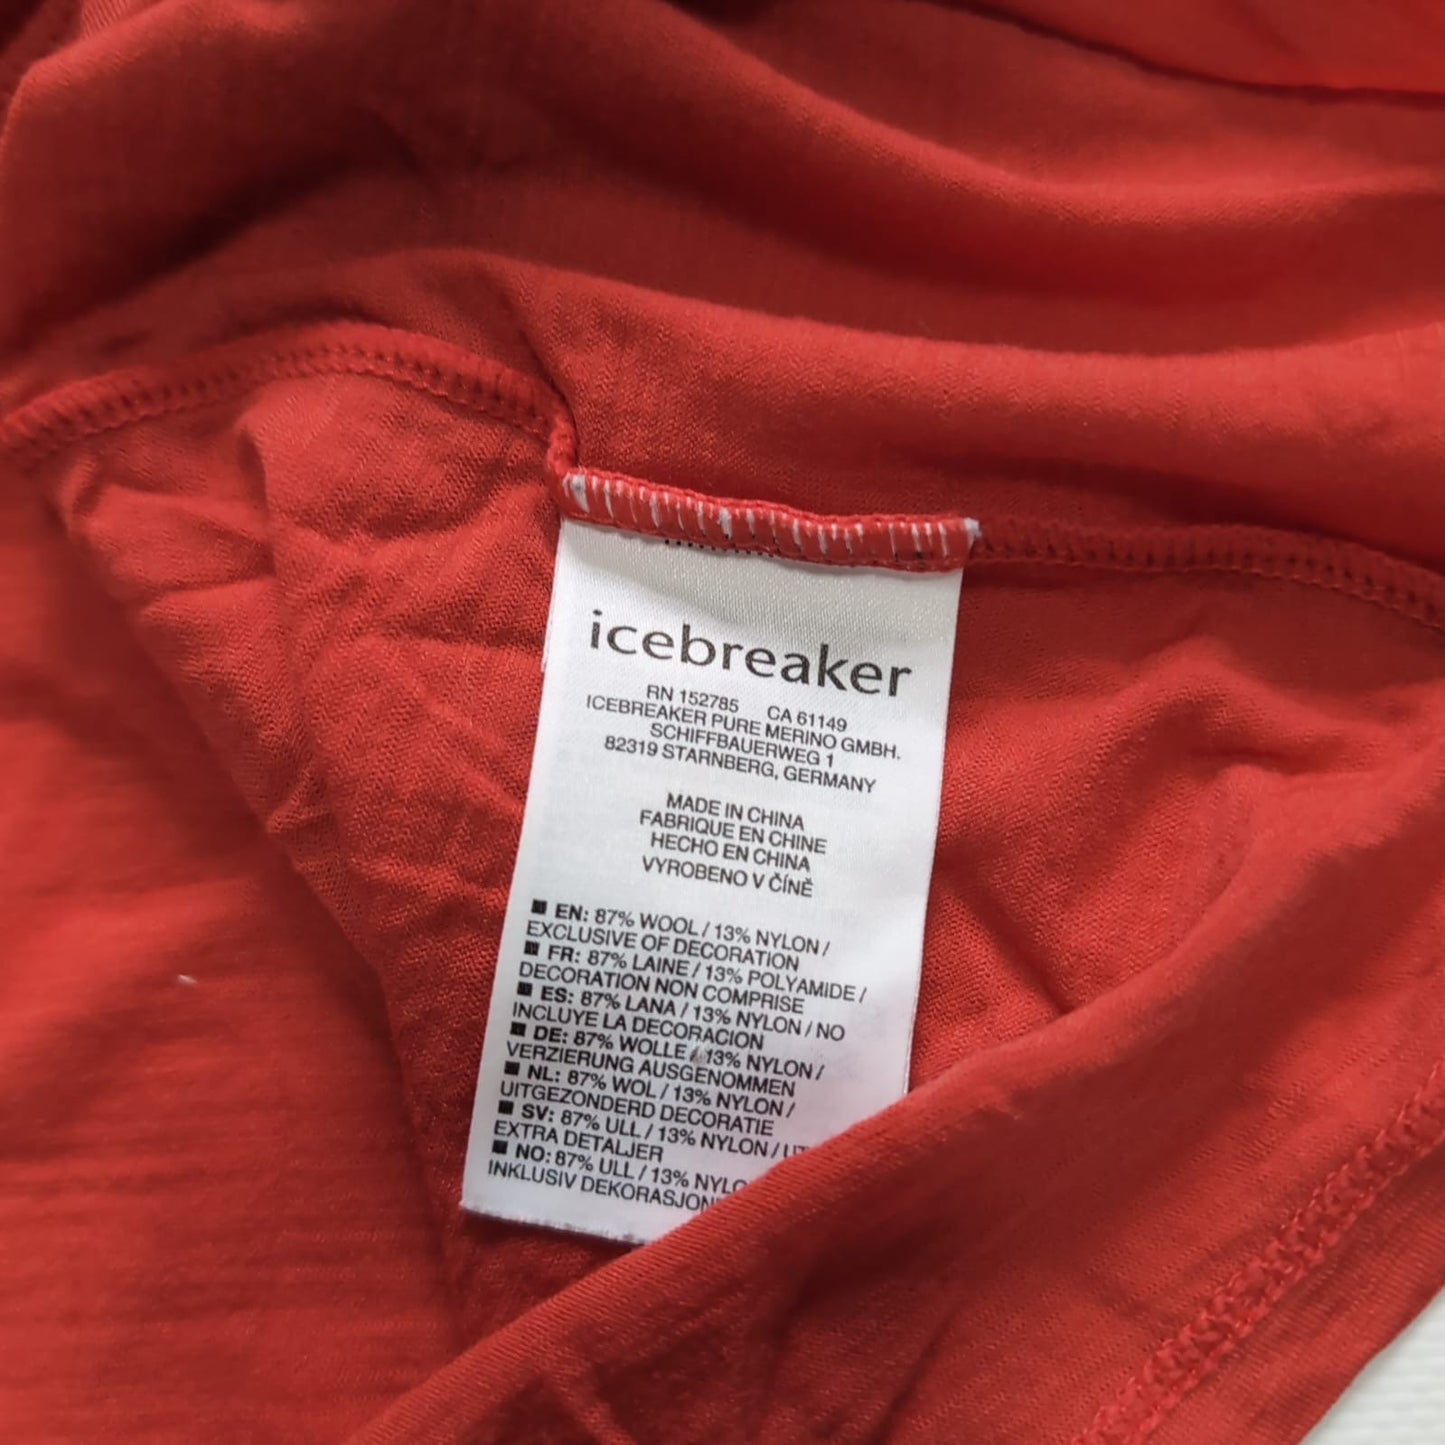 icebreaker
RN 152785 CA 61149
ICEBREAKER PURE MERINO GMBH.
SCHIFFBAUERWEG 1
82319 STARNBERG, GERMANY
MADE IN CHINA
FABRIQUE EN CHINE
HECHO EN CHINA
VYROBENO V ČÍNĚ
EN: 87% WOOL / 13% NYLON /
EXCLUSIVE OF DECORATION
FR: 87% LAINE / 13% POLYAMIDE /
DECORATION NON COMPRISE
ES: 87% LANA / 13% NYLON / NO
INCLUYE LA DECORACION
DE: 87% WOLLE / 13% NYLON /
VERZIERUNG AUSGENOMMEN
NL: 87% WOL / 13% NYLON /
UITGEZONDERD DECORATIE
SV: 87% ULL / 13% NYLON /
EXTRA DETALJER
NO: 87% ULL / 13%
INKLUSIV